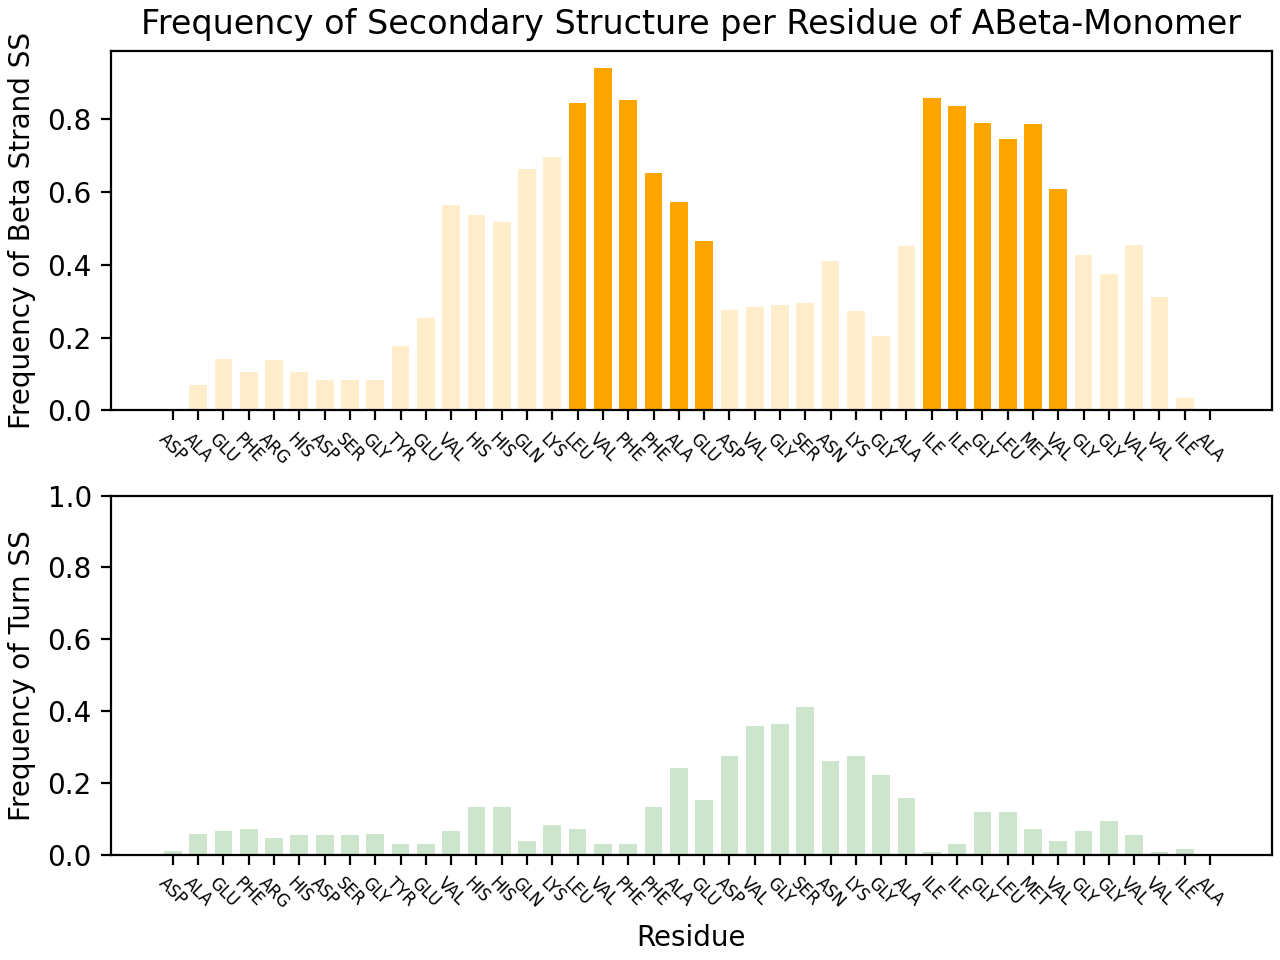 Frequency of Secondary Structure per Residue of ABeta-Monomer
Frequency of Beta Strand SS
0.8
0.6
0.4
0.2
0.0
ASP ALA GLU PHE ARG HIS ASP SER GLY TYR GLU VAL HIS HIS GLN LYS LEU VAL PHE PHE ALA GLU ASP VAL GLY SER ASN LYS GLY ALA ILE ILE GLY LEU MET VAL GLY GLY VAL VAL ILE ALA
Frequency of Turn SS
1.0
0.8
0.6
0.4
0.2
0.0
ASP ALA GLU PHE ARG HIS ASP SER GLY TYR GLU VAL HIS HIS GLN LYS LEU VAL PHE PHE ALA GLU ASP VAL GLY SER ASN LYS GLY ALA ILE ILE GLY LEU MET VAL GLY GLY VAL VAL ILE ALA
Residue